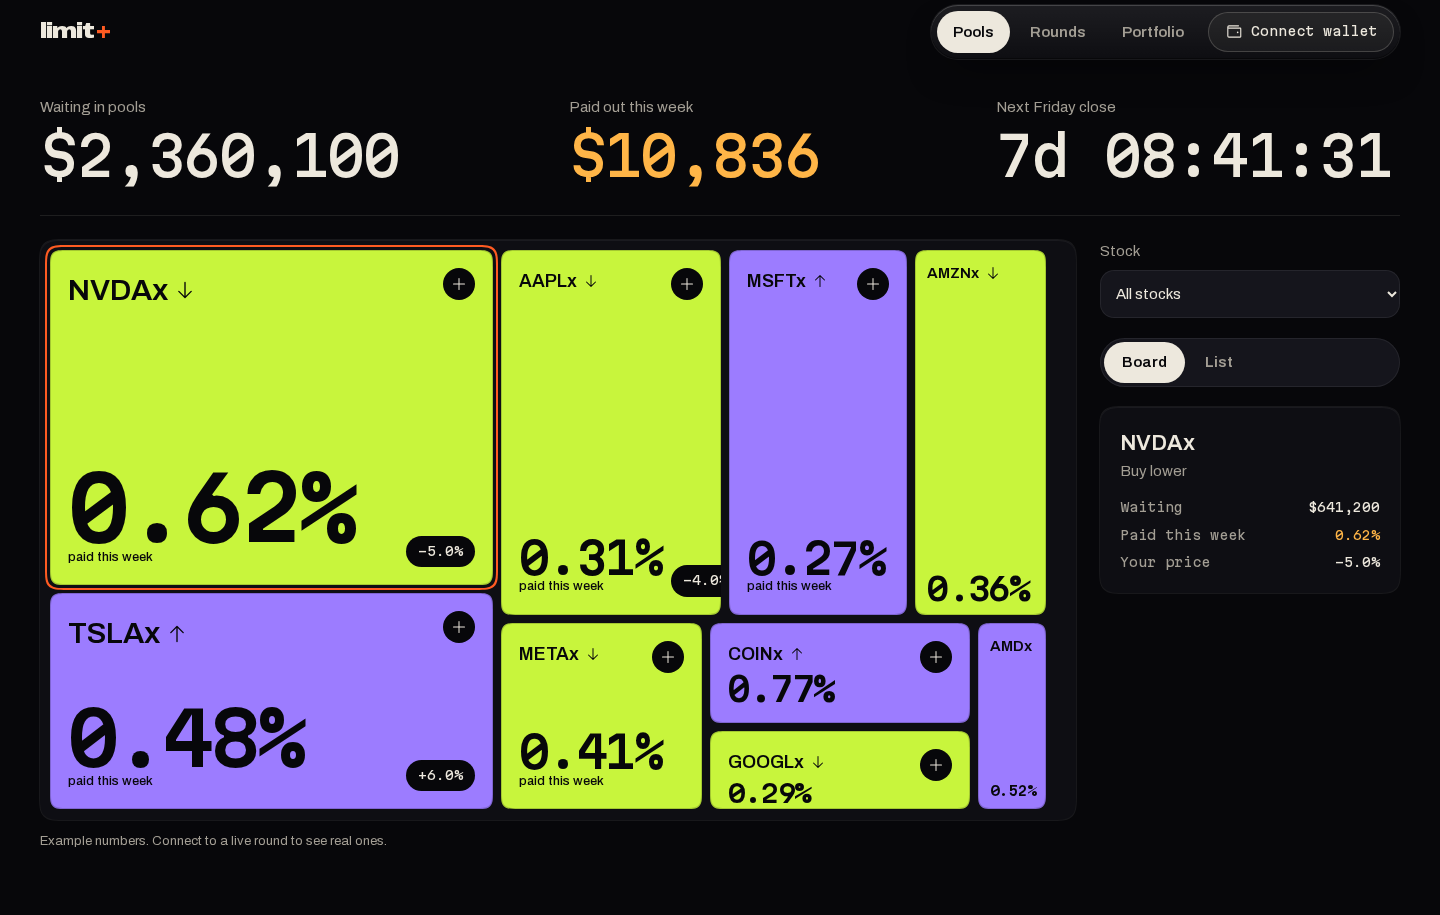 limit+
Pools
Rounds
Portfolio
Connect wallet
Waiting in pools
$2,360,100
Paid out this week
$10,836
Next Friday close
7d 08:41:31
NVDAx ↓
0.62%
paid this week
−5.0%
AAPLx ↓
0.31%
paid this week
−4.0%
MSFTx ↑
0.27%
paid this week
AMZNx ↓
0.36%
TSLAx ↑
0.48%
paid this week
+6.0%
METAx ↓
0.41%
paid this week
COINx ↑
0.77%
GOOGLx ↓
0.29%
AMDx
0.52%
Stock
All stocks
Board
List
NVDAx
Buy lower
Waiting $641,200
Paid this week 0.62%
Your price −5.0%
Example numbers. Connect to a live round to see real ones.